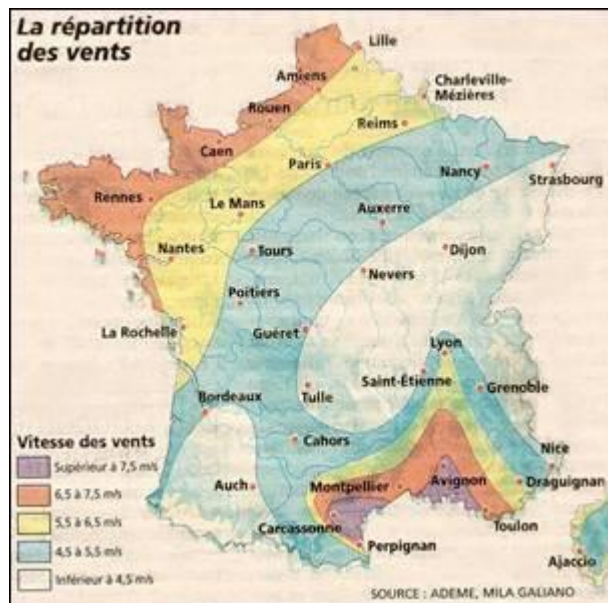 La répartition
des vents
Lille
Amiens
Charleville-
Mézières
Rouen
Reims
Caen
Paris
Nancy
Strasbourg
Rennes
Le Mans
Auxerre
Nantes
Tours
Dijon
Nevers
Poitiers
La Rochelle
Guéret
Lyon
Saint-Étienne
Grenoble
Bordeaux
Tulle
Vitesse des vents
Cahors
Nice
Supérieur à 7,5 m/s
Auch
Montpellier
Avignon
Draguignan
6,5 à 7,5 m/s
Carcassonne
Toulon
5,5 à 6,5 m/s
Perpignan
4,5 à 5,5 m/s
Ajaccio
Inférieur à 4,5 m/s
SOURCE : ADEME, MILA GALIANO